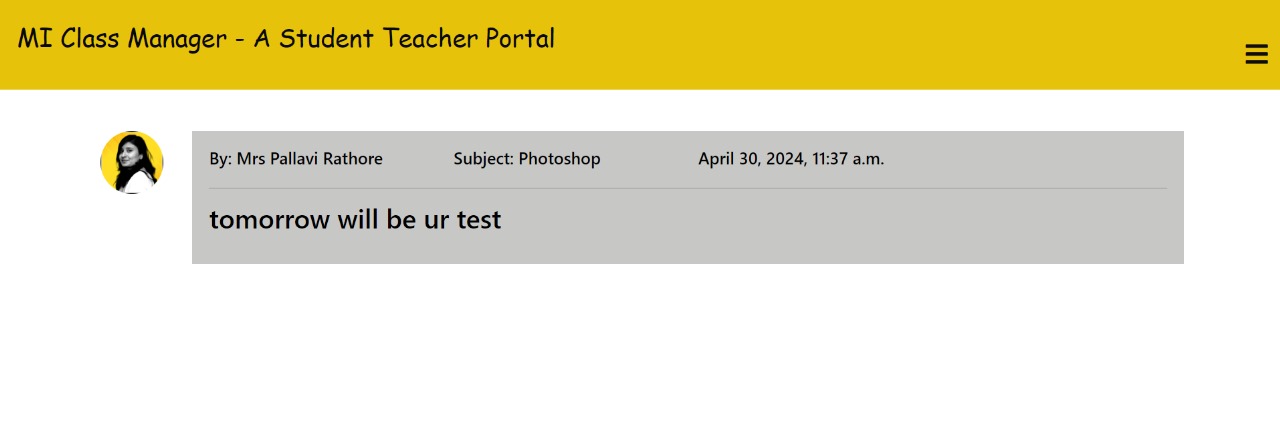 MI Class Manager - A Student Teacher Portal
By: Mrs Pallavi Rathore Subject: Photoshop April 30, 2024, 11:37 a.m.
tomorrow will be ur test